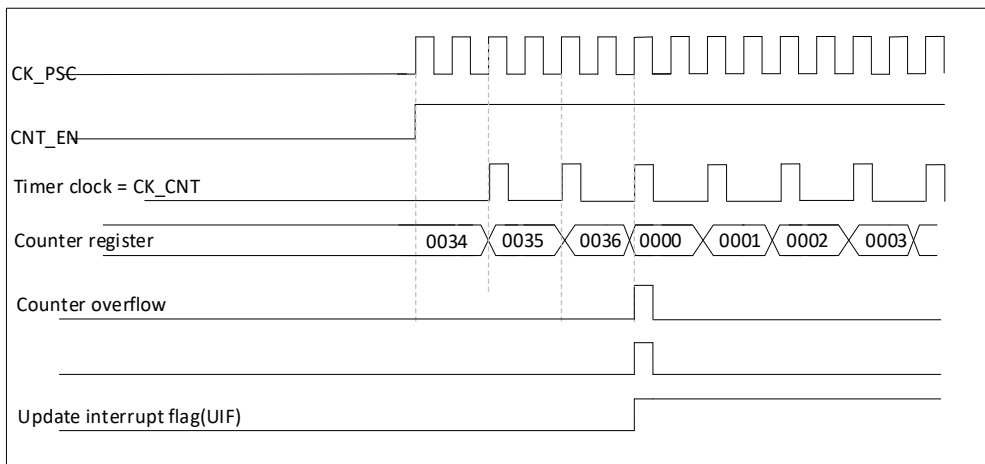 CK_PSC
CNT_EN
Timer clock = CK_CNT
Counter register
0034 0035 0036 0000 0001 0002 0003
Counter overflow
Update interrupt flag(UIF)